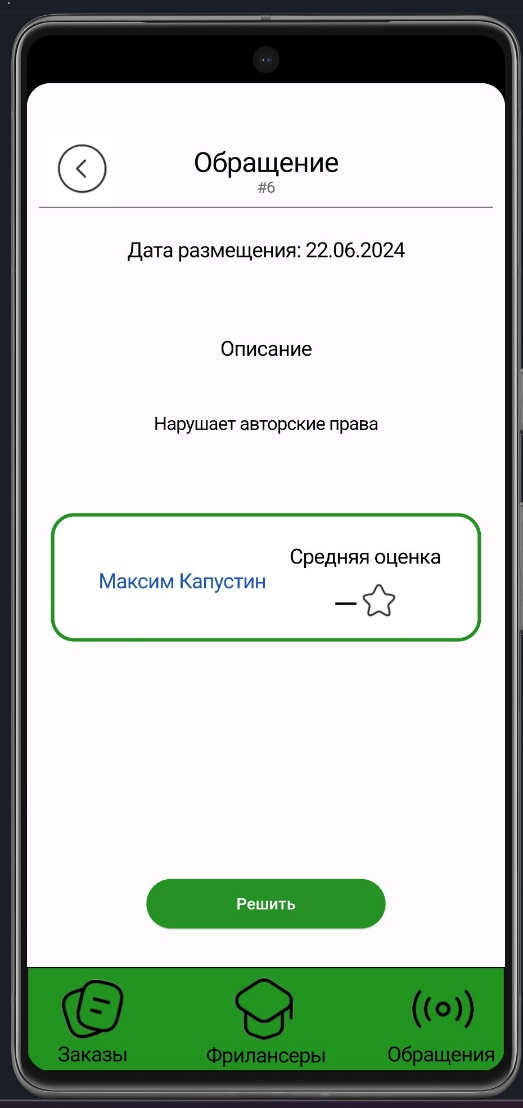 Обращение
#6
Дата размещения: 22.06.2024
Описание
Нарушает авторские права
Средняя оценка
Максим Капустин
—
Решить
Заказы
Фрилансеры
Обращения